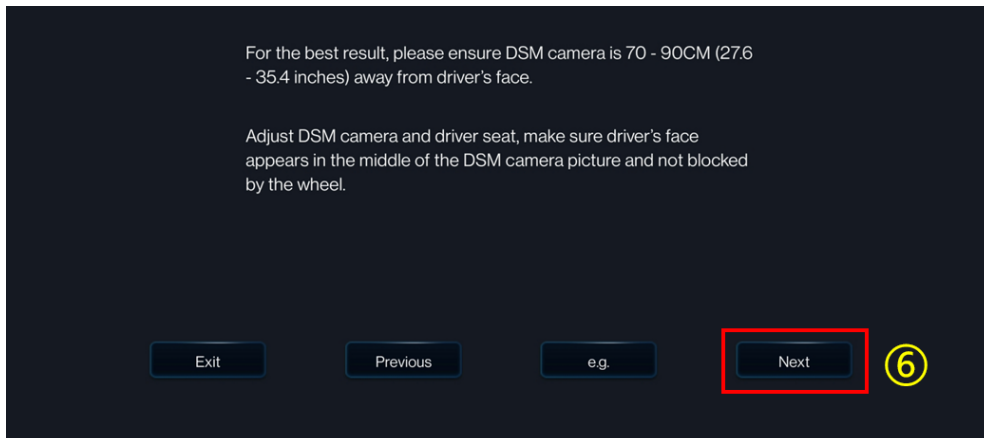 For the best result, please ensure DSM camera is 70 - 90CM (27.6
- 35.4 inches) away from driver's face.
Adjust DSM camera and driver seat, make sure driver's face
appears in the middle of the DSM camera picture and not blocked
by the wheel.
Exit Previous e.g. Next ⑥